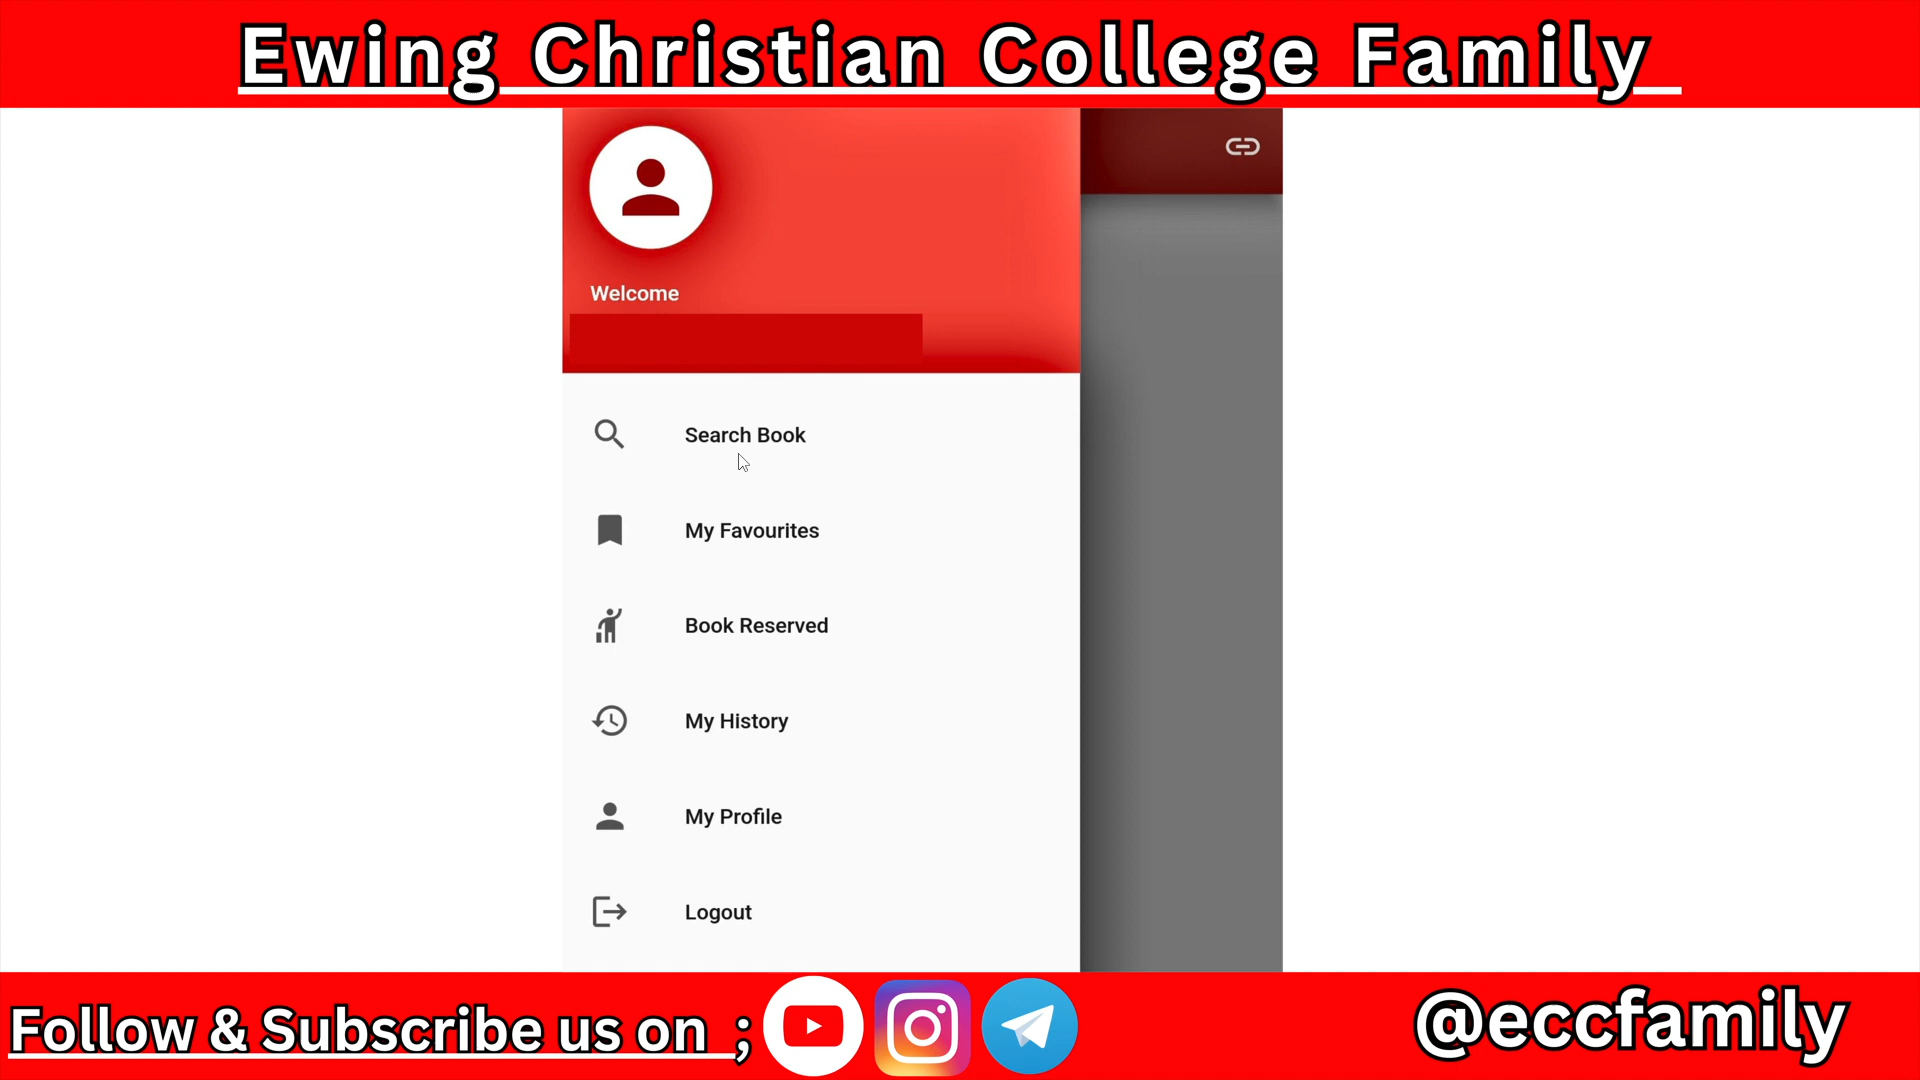 Ewing Christian College Family
Welcome
Search Book
My Favourites
Book Reserved
My History
My Profile
Logout
Follow & Subscribe us on ;
@eccfamily